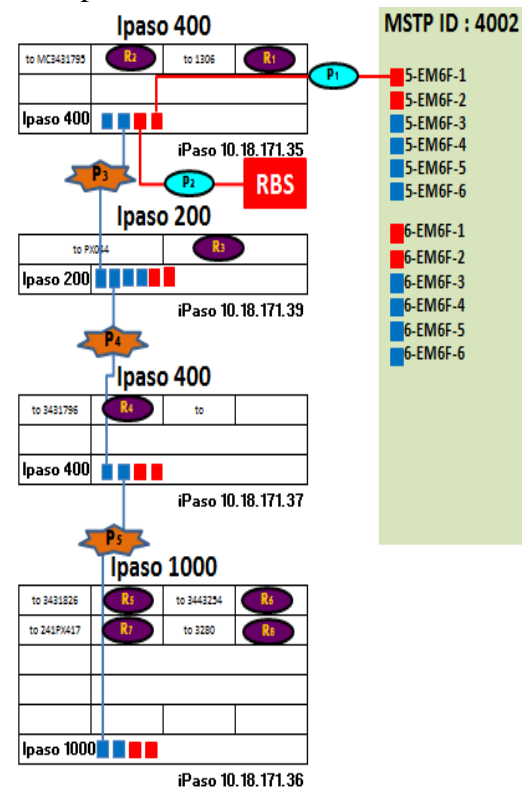 Ipaso 400
to MC3431795 R2 to 1306 R1
Ipaso 400
iPaso 10.18.171.35
P1
P2
RBS
P3
Ipaso 200
to PX044 R3
Ipaso 200
iPaso 10.18.171.39
P4
Ipaso 400
to 3431796 R4 to
Ipaso 400
iPaso 10.18.171.37
P5
Ipaso 1000
to 3431826 R5 to 3443254 R6
to 241PX417 R7 to 3280 R8
Ipaso 1000
iPaso 10.18.171.36
MSTP ID : 4002
5-EM6F-1
5-EM6F-2
5-EM6F-3
5-EM6F-4
5-EM6F-5
5-EM6F-6
6-EM6F-1
6-EM6F-2
6-EM6F-3
6-EM6F-4
6-EM6F-5
6-EM6F-6